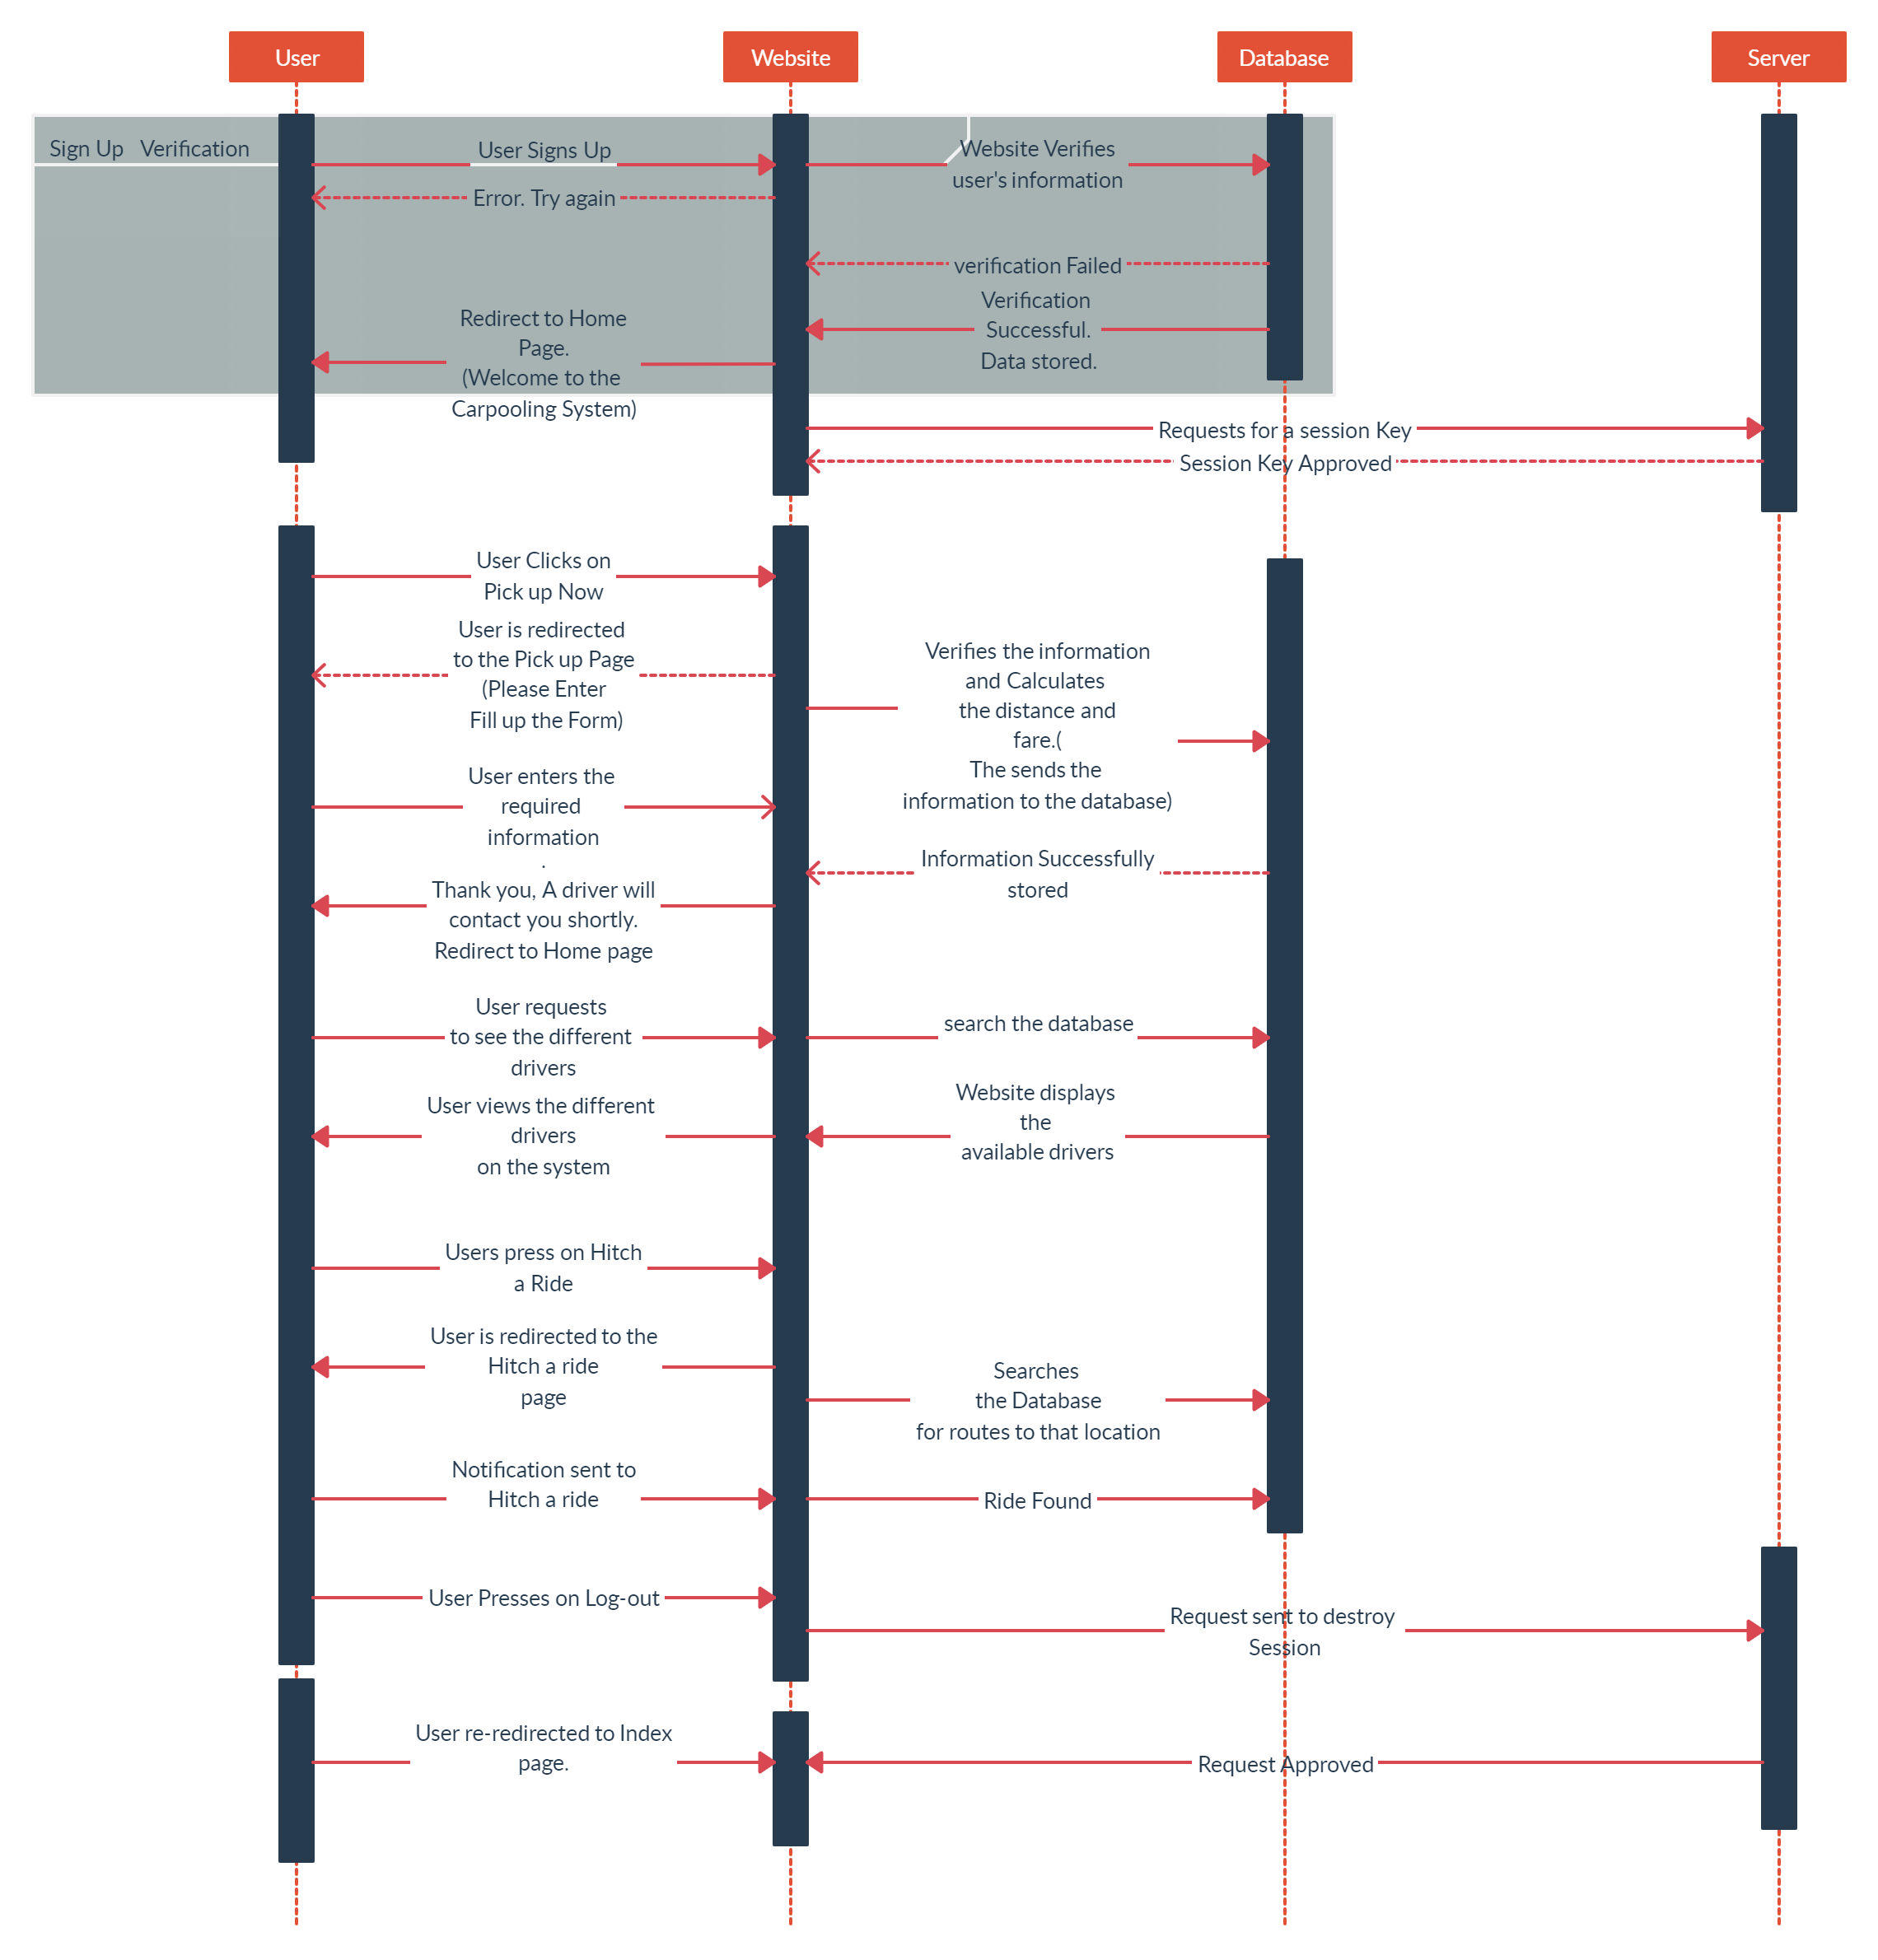 User
Website
Database
Server
Sign Up   Verification
User Signs Up
Website Verifies
user's information
Error. Try again
verification Failed
Verification
Successful.
Data stored.
Redirect to Home
Page.
(Welcome to the
Carpooling System)
Requests for a session Key
Session Key Approved
User Clicks on
Pick up Now
User is redirected
to the Pick up Page
(Please Enter
Fill up the Form)
Verifies the information
and Calculates
the distance and
fare.(
The sends the
information to the database)
User enters the
required
information
.
Information Successfully
stored
Thank you, A driver will
contact you shortly.
Redirect to Home page
User requests
to see the different
drivers
search the database
User views the different
drivers
on the system
Website displays
the
available drivers
Users press on Hitch
a Ride
User is redirected to the
Hitch a ride
page
Searches
the Database
for routes to that location
Notification sent to
Hitch a ride
Ride Found
User Presses on Log-out
Request sent to destroy
Session
User re-redirected to Index
page.
Request Approved